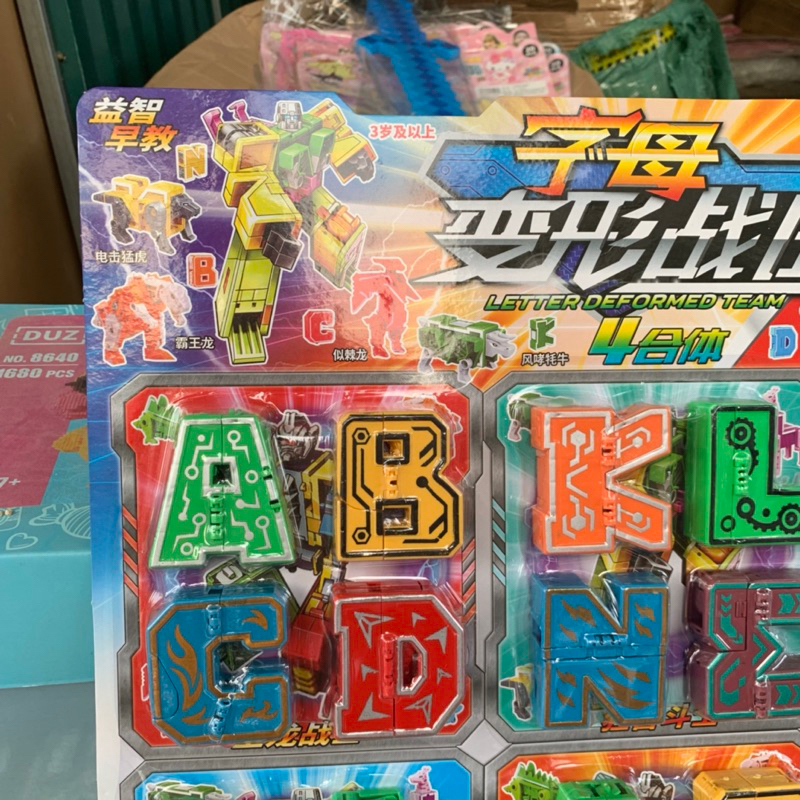 益智
早教
3岁及以上
字母
变形战队
LETTER DEFORMED TEAM
4合体
N
电击猛虎
B
霸王龙
C
似棘龙
K
风哮牦牛
D
DUZ
NO. 8640
1680 PCS
7+
A
B
K
L
C
D
N